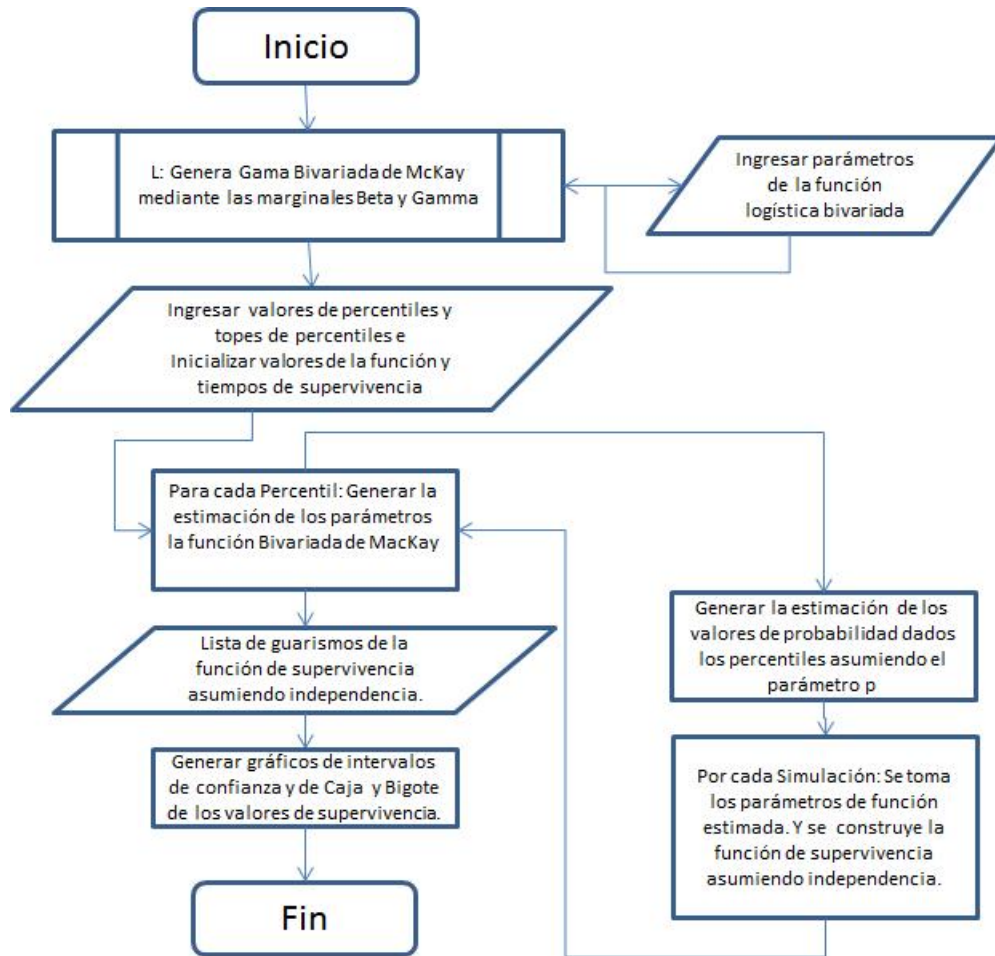 Inicio
L: Genera Gama Bivariada de McKay
mediante las marginales Beta y Gamma
Ingresar parámetros
de la función
logística bivariada
Ingresar valores de percentiles y
topes de percentiles e
Inicializar valores de la función y
tiempos de supervivencia
Para cada Percentil: Generar la
estimación de los parámetros
la función Bivariada de MacKay
Lista de guarismos de la
función de supervivencia
asumiendo independencia.
Generar gráficos de intervalos
de confianza y de Caja y Bigote
de los valores de supervivencia.
Fin
Generar la estimación de los
valores de probabilidad dados
los percentiles asumiendo el
parámetro p
Por cada Simulación: Se toma
los parámetros de función
estimada. Y se construye la
función de supervivencia
asumiendo independencia.